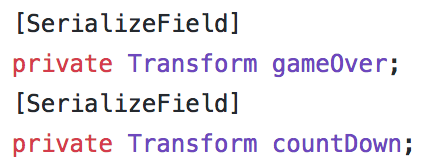 [SerializeField]
private Transform gameOver;
[SerializeField]
private Transform countDown;